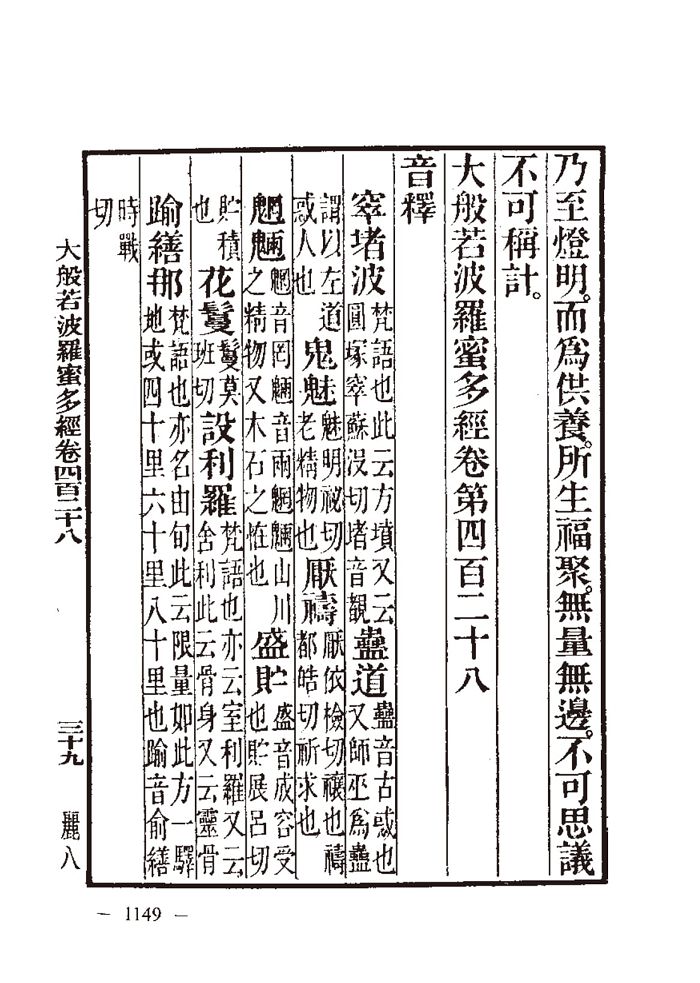 乃至燈明。而為供養。所生福聚。無量無邊。不可思議
不可稱計。
大般若波羅蜜多經卷第四百二十八
音釋
窣堵波 梵語也此云方墳又云
圓塚窣蘇沒切堵音覩
蠱道 蠱音古惑也
又師巫為蠱
謂以左道
惑人也
鬼魅 魅明祕切
老精物也
厭禱 厭依檢切禳也禱
都皓切祈求也
魍魎 魍音罔魎音兩魍魎山川
之精物又木石之恠也
盛貯 盛音成容受
也貯展呂切
貯積
也
花鬘 鬘莫
班切
設利羅 梵語也亦云室利羅又云
舍利此云骨身又云靈骨
踰繕那 梵語也亦名由旬此云限量如此方一驛
地或四十里六十里八十里也踰音俞繕
時戰
切
大般若波羅蜜多經卷四百二十八
三十九
麗八
— 1149 —